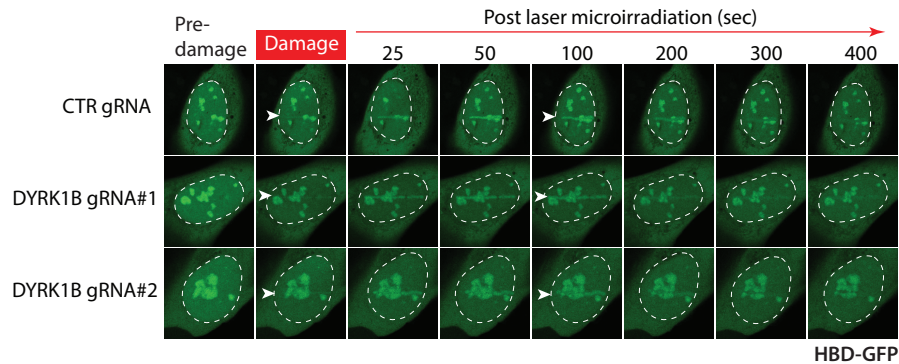 Post laser microirradiation (sec)
Pre-
damage
Damage
25
50
100
200
300
400
CTR gRNA
DYRK1B gRNA#1
DYRK1B gRNA#2
HBD-GFP